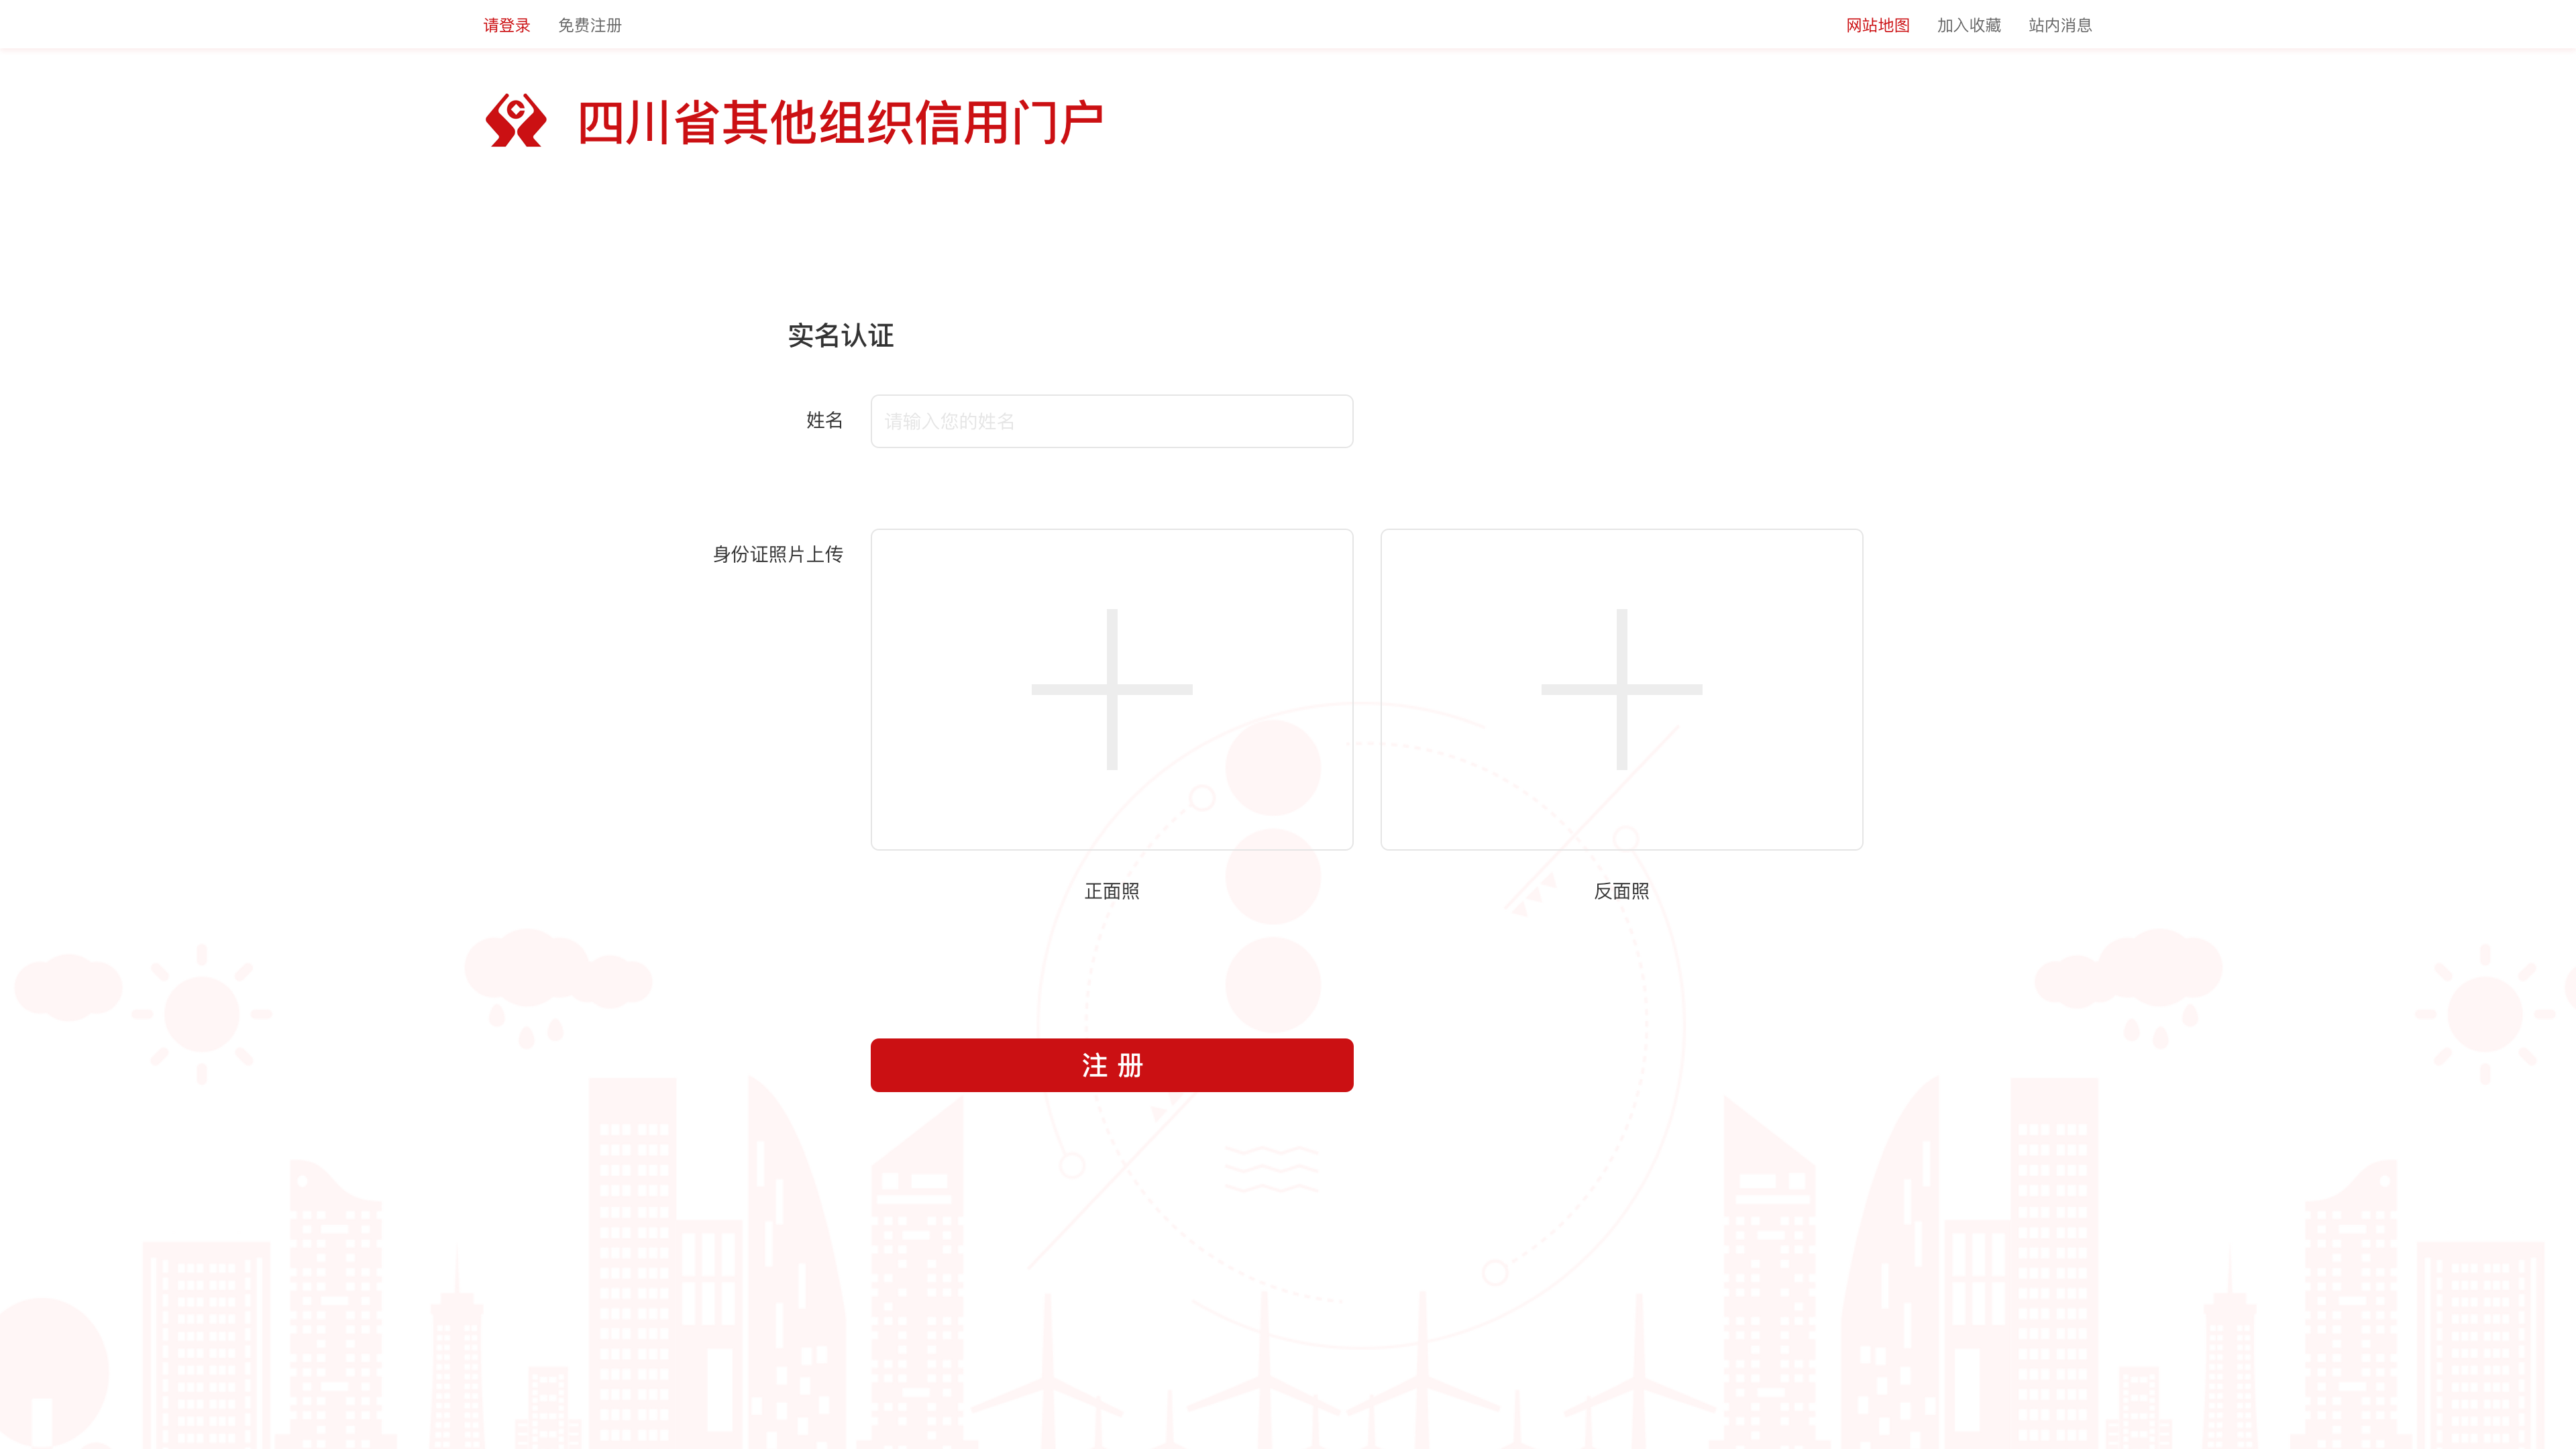 请登录 免费注册 网站地图 加入收藏 站内消息
四川省其他组织信用门户
实名认证
姓名 请输入您的姓名
身份证照片上传
正面照 反面照
注 册